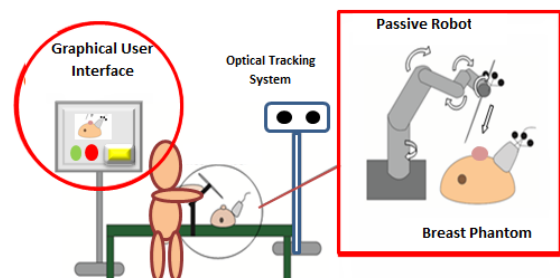 Graphical User
Interface
Optical Tracking
System
Passive Robot
Breast Phantom